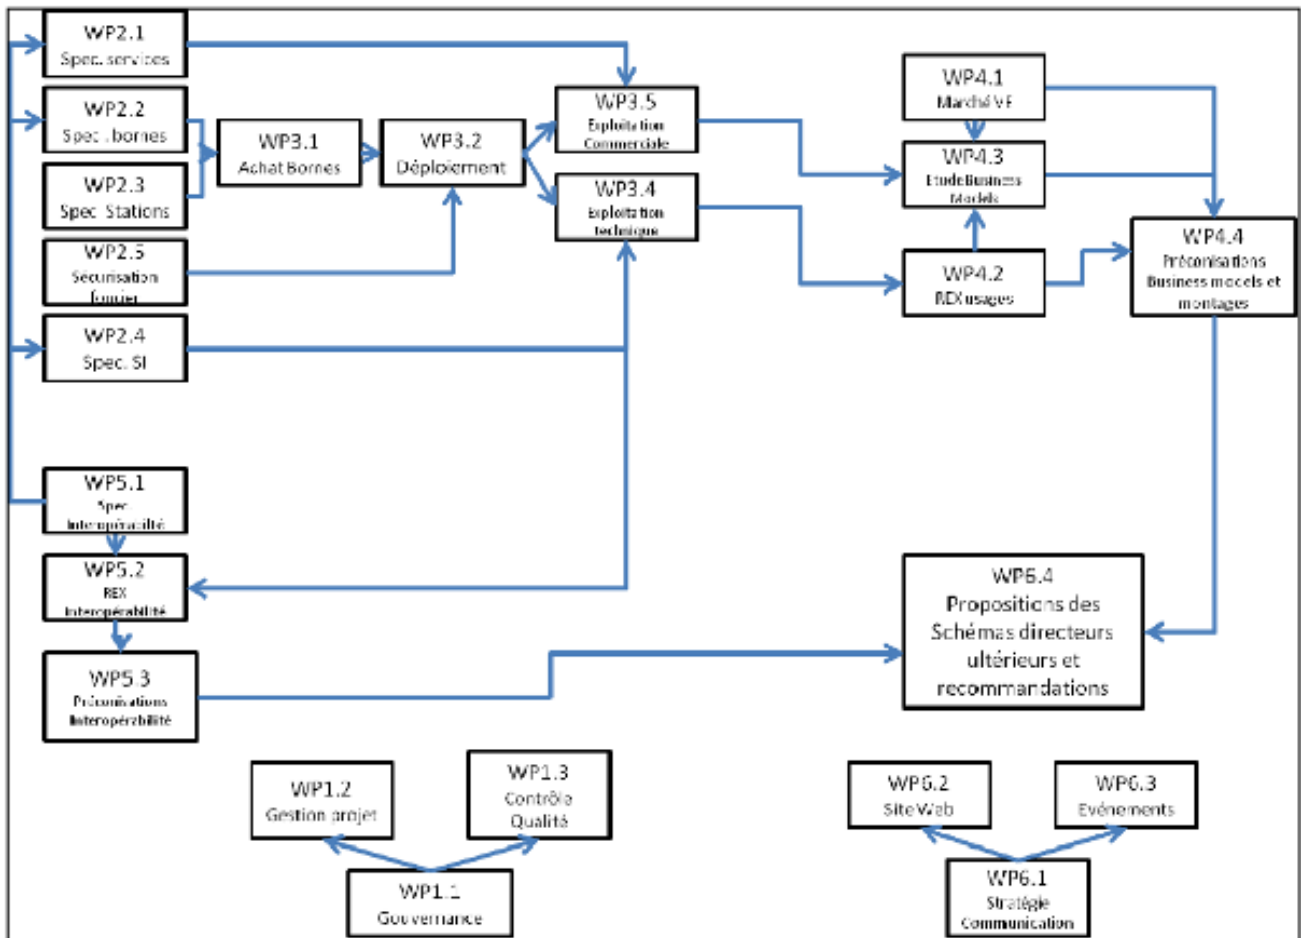 WP2.1
Spec. services
WP2.2
Spec. bornes
WP2.3
Spec. Stations
WP2.5
Sécurisation
foncier
WP2.4
Spec. SI
WP3.1
Achat Bornes
WP3.2
Déploiement
WP3.5
Exploitation
Commerciale
WP3.4
Exploitation
technique
WP4.1
Marché VE
WP4.3
Etude Business
Models
WP4.2
REX usages
WP4.4
Préconisations
Business models et
montages
WP5.1
Spec.
Interopérabilté
WP5.2
REX
Interopérabilité
WP5.3
Préconisations
Interopérabilité
WP6.4
Propositions des
Schémas directeurs
ultérieurs et
recommandations
WP1.2
Gestion projet
WP1.3
Contrôle
Qualité
WP1.1
Gouvernance
WP6.2
Site Web
WP6.3
Evénements
WP6.1
Stratégie
Communication